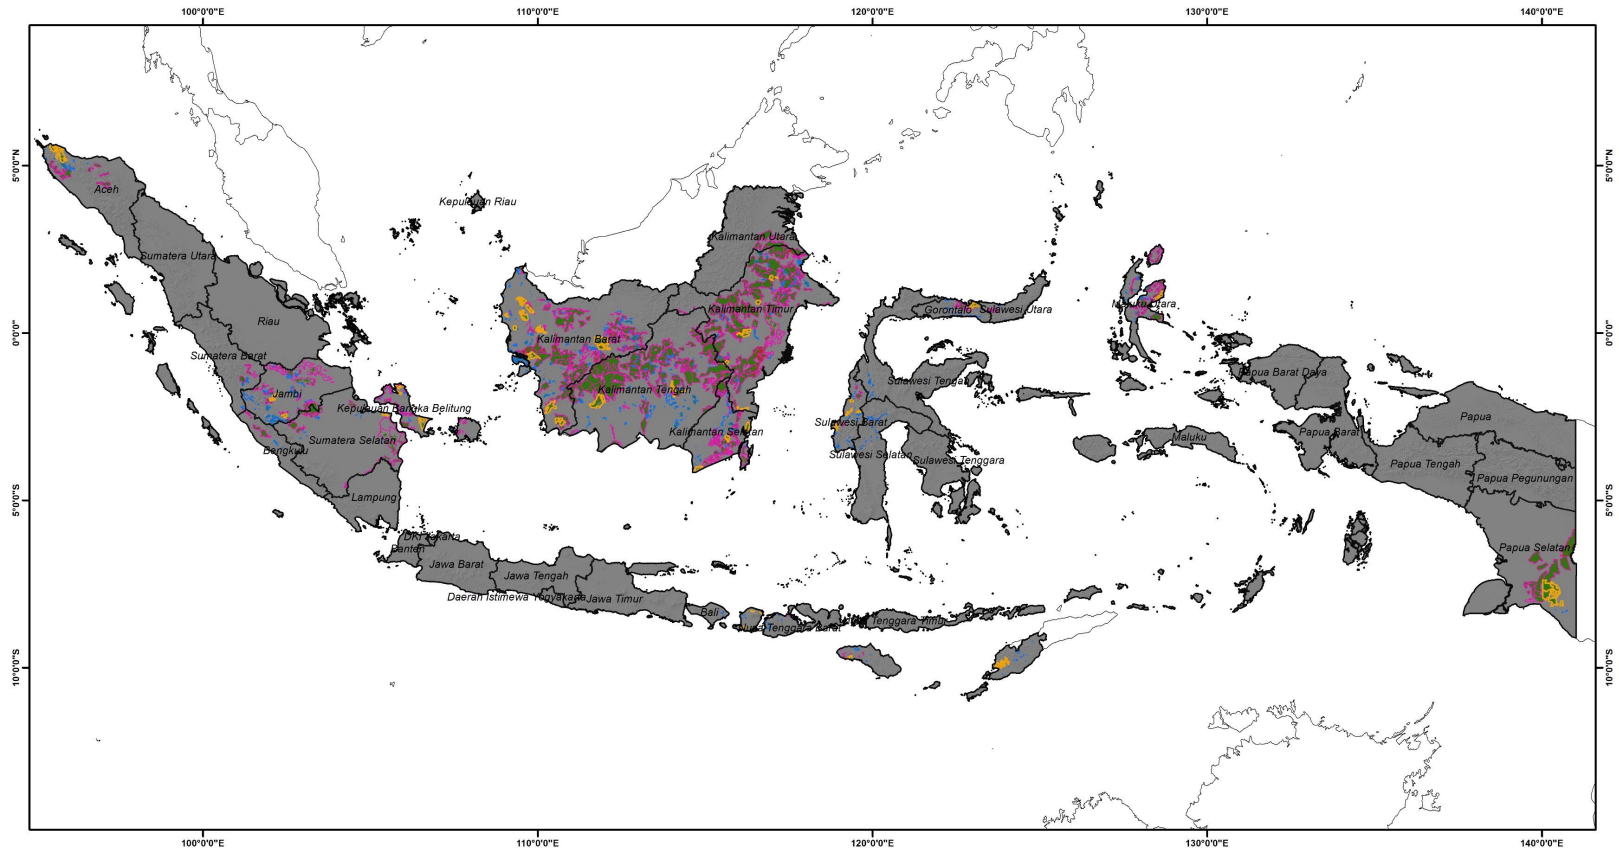 100°0'0"E
110°0'0"E
120°0'0"E
130°0'0"E
140°0'0"E
5°0'0"N
5°0'0"N
Aceh
Kepulauan Riau
Kalimantan Utara
Sumatera Utara
Maluku Utara
Kalimantan Timur
Gorontalo
Sulawesi Utara
Riau
0°0'0"
0°0'0"
Kalimantan Barat
Sumatera Barat
Papua Barat Daya
Sulawesi Tengah
Kalimantan Tengah
Jambi
Kepulauan Bangka Belitung
Papua
Sulawesi Barat
Kalimantan Selatan
Papua Barat
Maluku
Sumatera Selatan
Bengkulu
Sulawesi Selatan
Sulawesi Tenggara
Papua Tengah
Papua Pegunungan
Lampung
5°0'0"S
5°0'0"S
DKI Jakarta
Banten
Papua Selatan
Jawa Barat
Jawa Tengah
Daerah Istimewa Yogyakarta
Jawa Timur
Bali
Nusa Tenggara Barat
Tenggara Timur
10°0'0"S
10°0'0"S
100°0'0"E
110°0'0"E
120°0'0"E
130°0'0"E
140°0'0"E